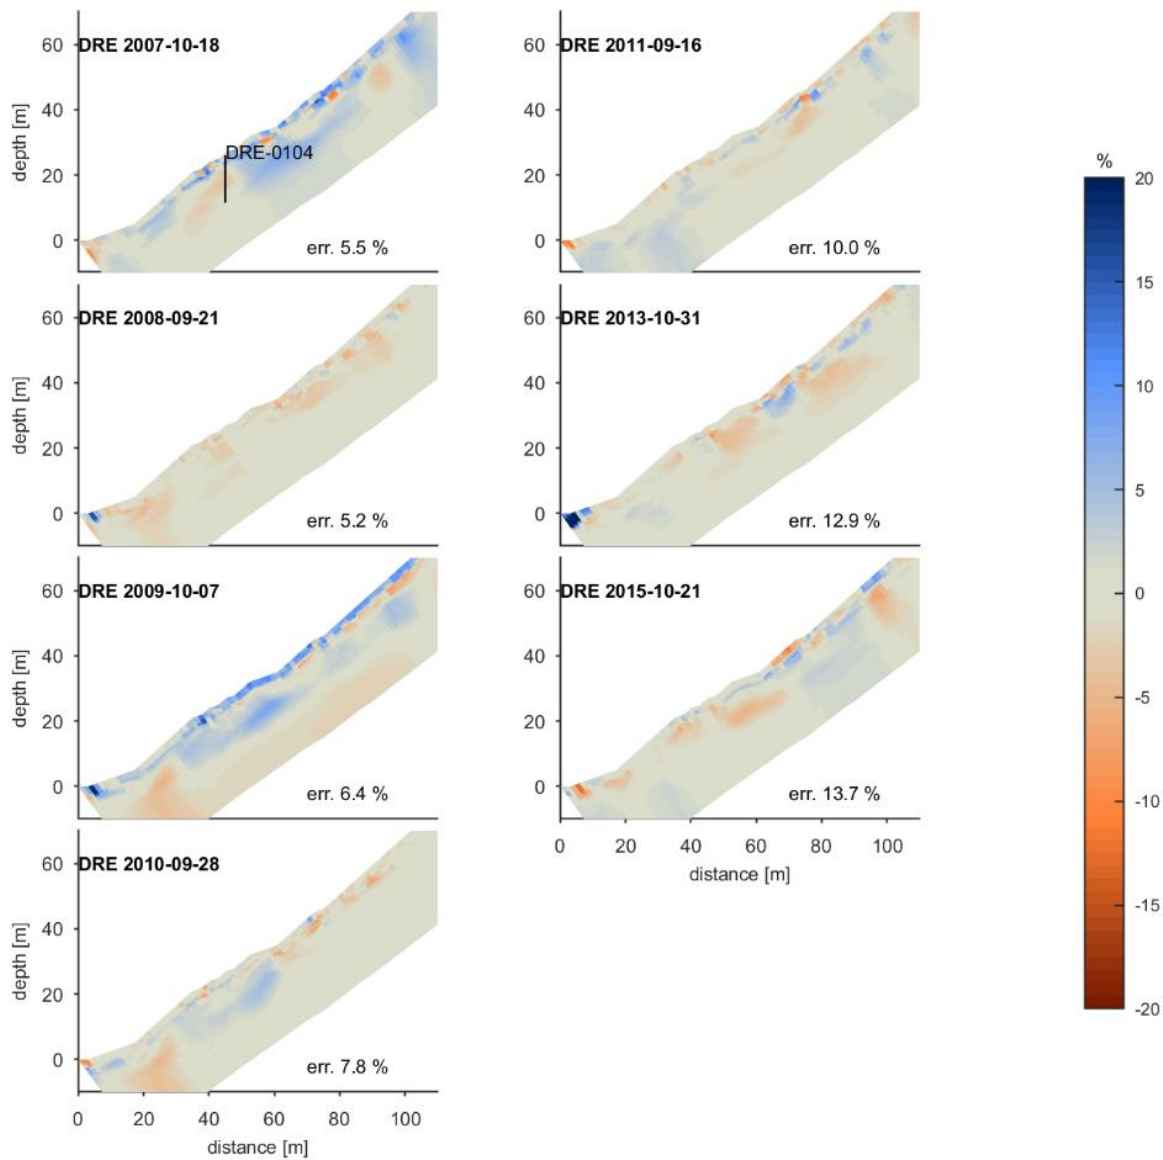 DRE 2007-10-18
60
40
20
0
depth [m]
DRE-0104
err. 5.5 %
DRE 2008-09-21
60
40
20
0
depth [m]
err. 5.2 %
DRE 2009-10-07
60
40
20
0
depth [m]
err. 6.4 %
DRE 2010-09-28
60
40
20
0
depth [m]
err. 7.8 %
0 20 40 60 80 100
distance [m]
DRE 2011-09-16
60
40
20
0
err. 10.0 %
DRE 2013-10-31
60
40
20
0
err. 12.9 %
DRE 2015-10-21
60
40
20
0
err. 13.7 %
0 20 40 60 80 100
distance [m]
%
20
15
10
5
0
-5
-10
-15
-20